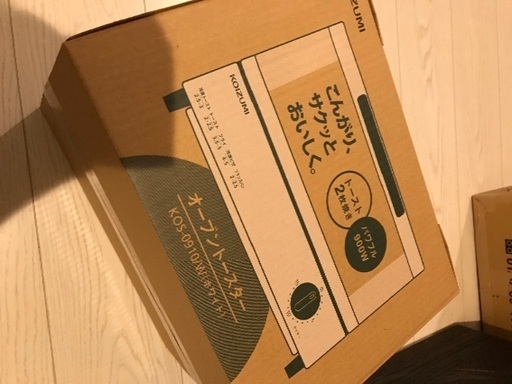 KOIZUMI
KOIZUMI
こんがり、
サクッと
おいしく。
トースト
2枚焼き
パワフル
900W
オーブントースター
KOS-0910/W(ホワイト)